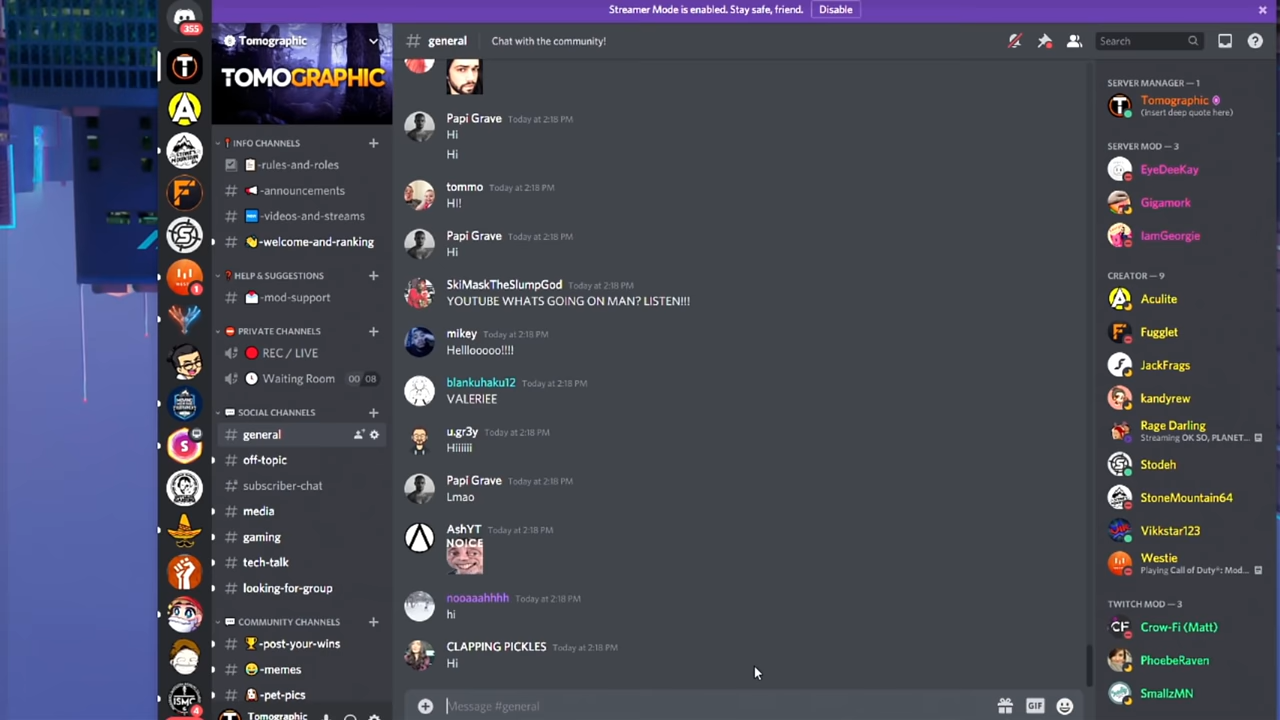 Streamer Mode is enabled. Stay safe, friend. Disable
355
Tomographic
TOMOGRAPHIC
INFO CHANNELS
-rules-and-roles
-announcements
-videos-and-streams
-welcome-and-ranking
HELP & SUGGESTIONS
-mod-support
PRIVATE CHANNELS
REC / LIVE
Waiting Room 00 08
SOCIAL CHANNELS
general
off-topic
subscriber-chat
media
gaming
tech-talk
looking-for-group
COMMUNITY CHANNELS
-post-your-wins
-memes
-pet-pics
Tomographic
1
ISMC
4
# general Chat with the community!
Search
Papi Grave Today at 2:18 PM
Hi
Hi
tommo Today at 2:18 PM
HI!
Papi Grave Today at 2:18 PM
Hi
SkiMaskTheSlumpGod Today at 2:18 PM
YOUTUBE WHATS GOING ON MAN? LISTEN!!!
mikey Today at 2:18 PM
Helllooooo!!!!
blankuhaku12 Today at 2:18 PM
VALERIEE
u.gr3y Today at 2:18 PM
Hiiiiii
Papi Grave Today at 2:18 PM
Lmao
AshYT Today at 2:18 PM
NOICE
nooaaahhhh Today at 2:18 PM
hi
CLAPPING PICKLES Today at 2:18 PM
Hi
Message #general
GIF
SERVER MANAGER — 1
Tomographic
(Insert deep quote here)
SERVER MOD — 3
EyeDeeKay
Gigamork
IamGeorgie
CREATOR — 9
Aculite
Fugglet
JackFrags
kandyrew
Rage Darling
Streaming OK SO, PLANET...
Stodeh
StoneMountain64
Vikkstar123
Westie
Playing Call of Duty®: Mod...
TWITCH MOD — 3
CF Crow-Fi (Matt)
PhoebeRaven
SmallzMN